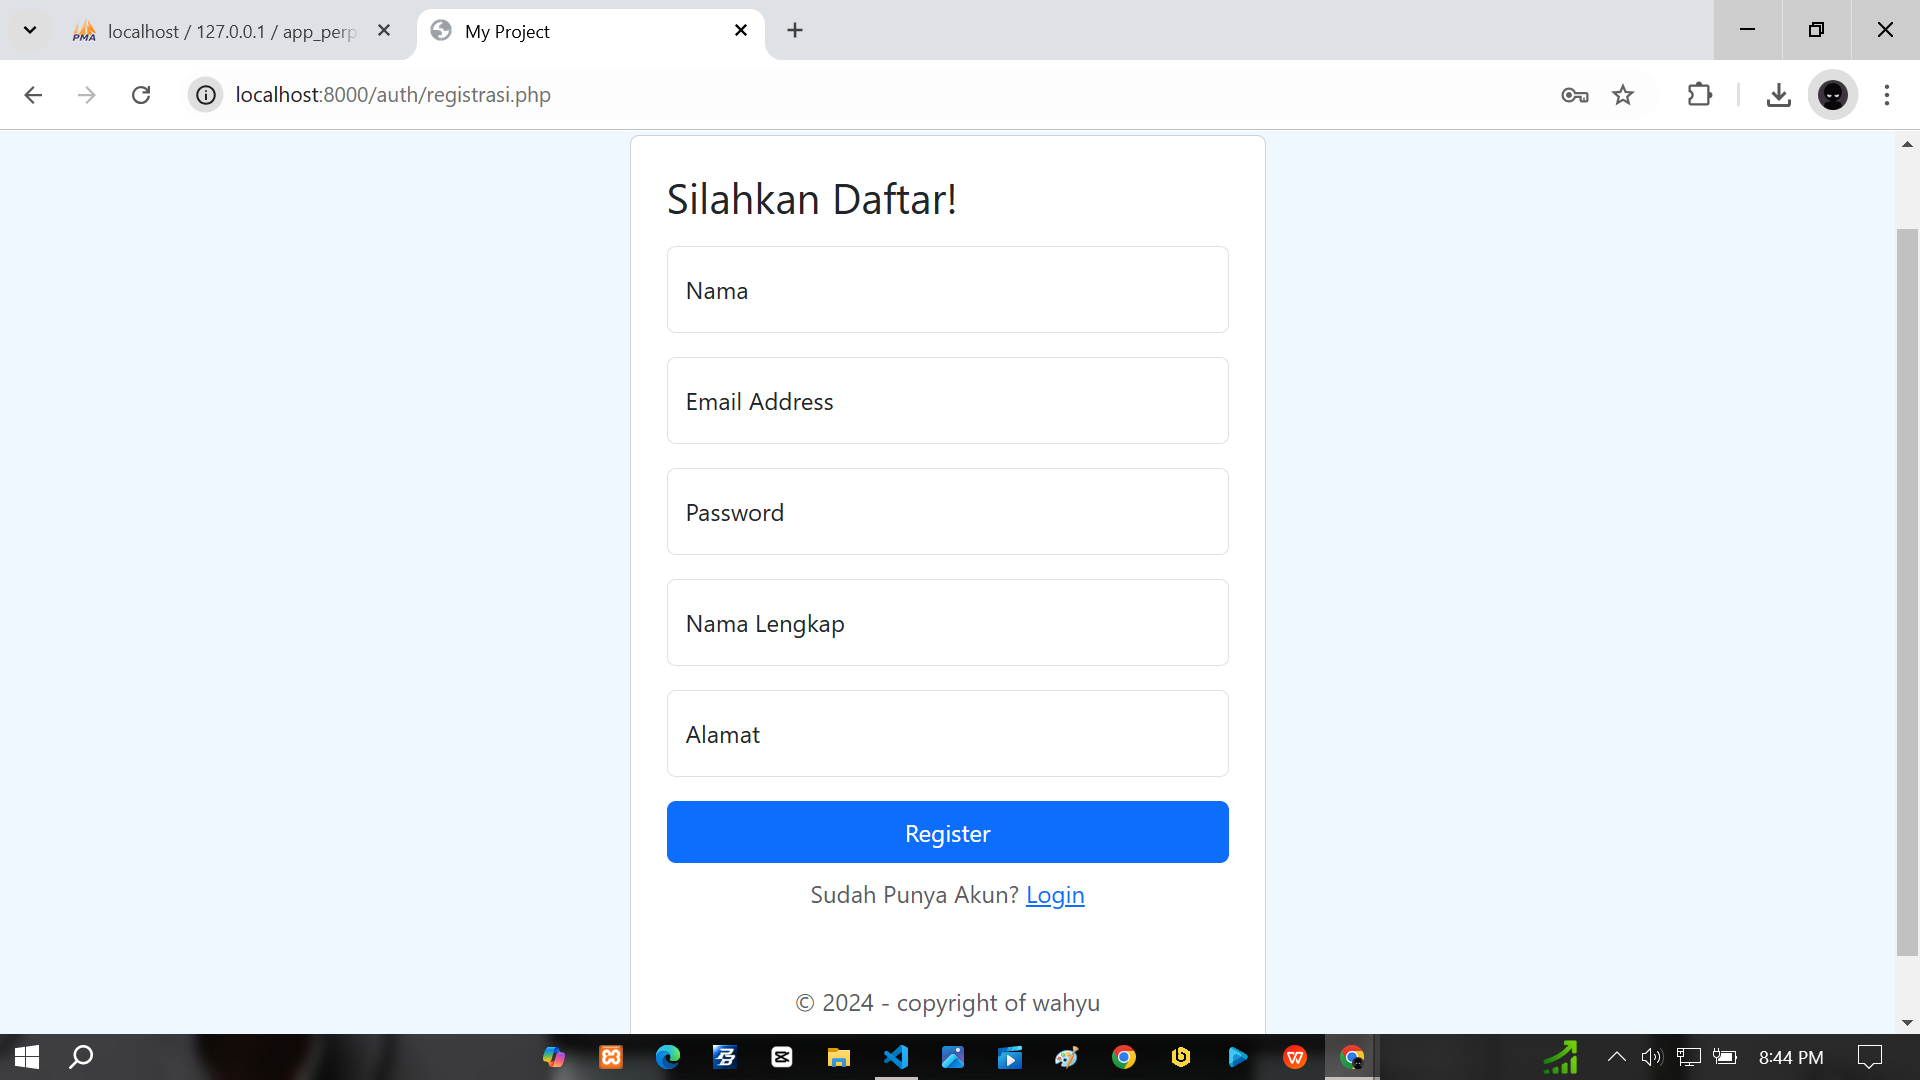 localhost / 127.0.0.1 / app_perp
My Project
localhost:8000/auth/registrasi.php
Silahkan Daftar!
Nama
Email Address
Password
Nama Lengkap
Alamat
Register
Sudah Punya Akun? Login
© 2024 - copyright of wahyu
8:44 PM